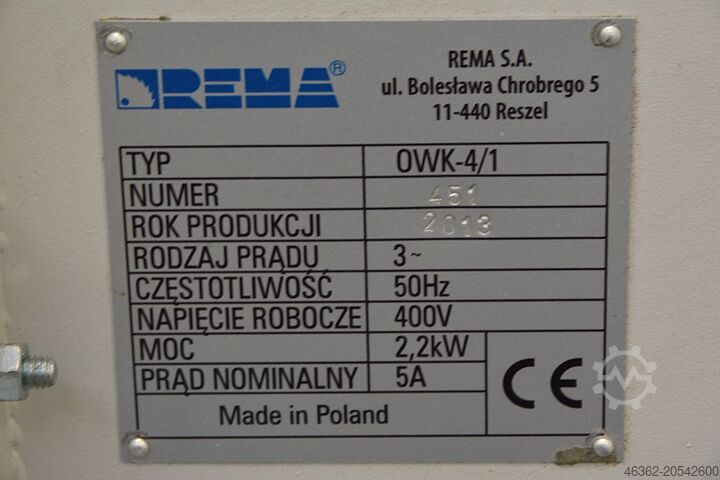 REMA®
REMA S.A.
ul. Bolesława Chrobrego 5
11-440 Reszel
TYP OWK-4/1
NUMER 451
ROK PRODUKCJI 2013
RODZAJ PRĄDU 3~
CZĘSTOTLIWOŚĆ 50Hz
NAPIĘCIE ROBOCZE 400V
MOC 2,2kW
PRĄD NOMINALNY 5A
Made in Poland
CE
46362-20542600